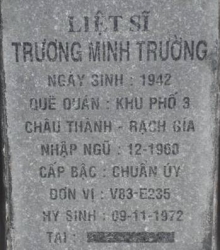 LIỆT SĨ
TRƯƠNG MINH TRƯỜNG
NGÀY SINH : 1942
QUÊ QUÁN : KHU PHỐ 3
CHÂU THÀNH - RẠCH GIA
NHẬP NGŨ : 12-1960
CẤP BẬC : CHUẨN ÚY
ĐƠN VỊ : V83-E235
HY SINH : 09-11-1972
TẠI :